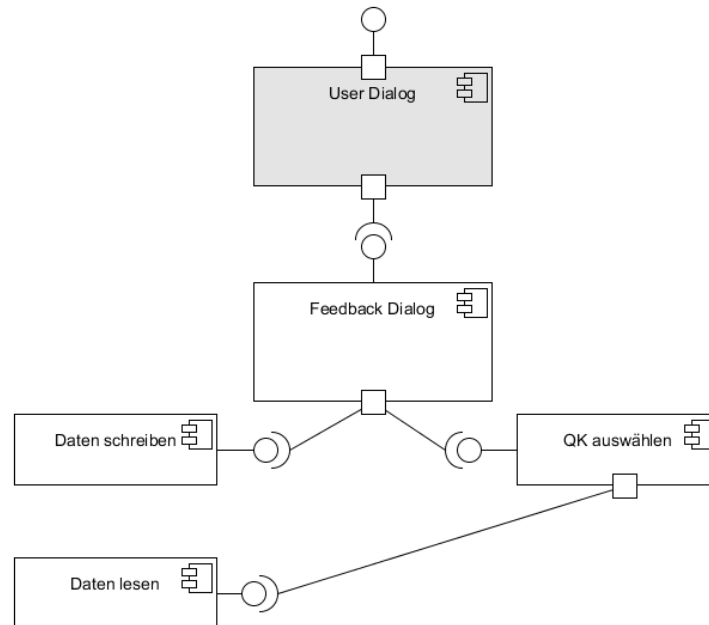 User Dialog
Feedback Dialog
Daten schreiben
QK auswählen
Daten lesen